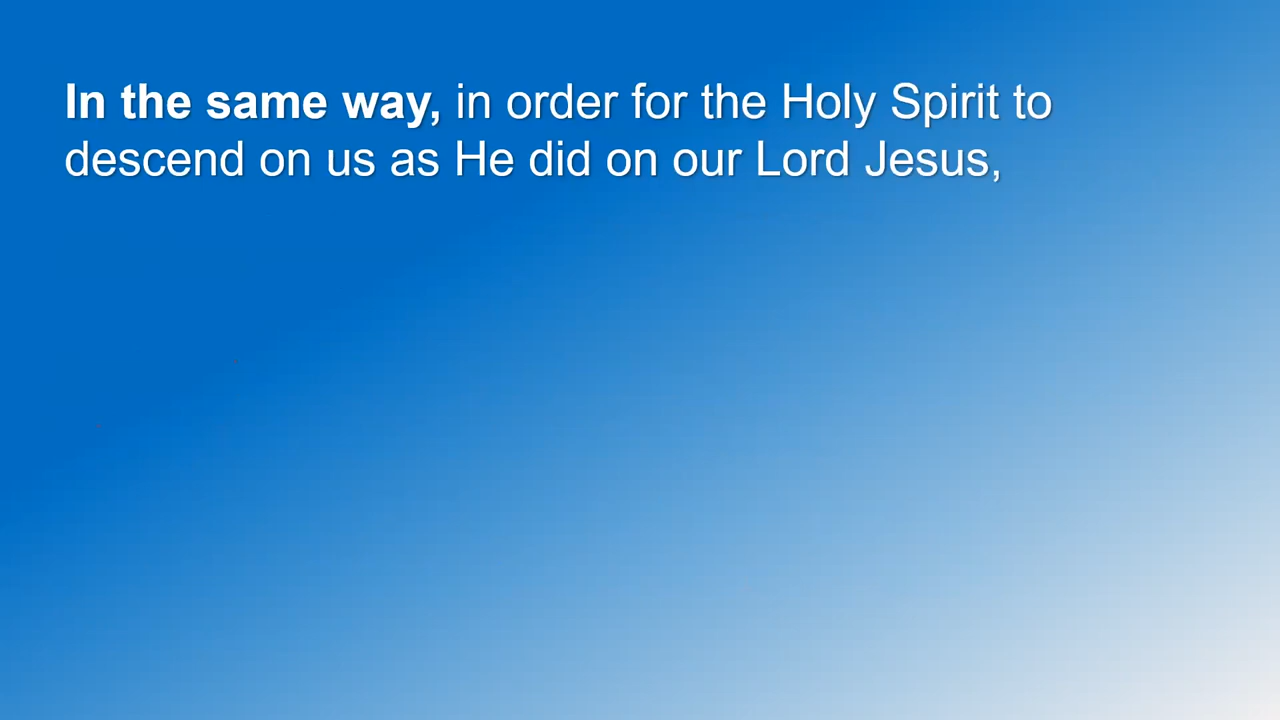 In the same way, in order for the Holy Spirit to
descend on us as He did on our Lord Jesus,